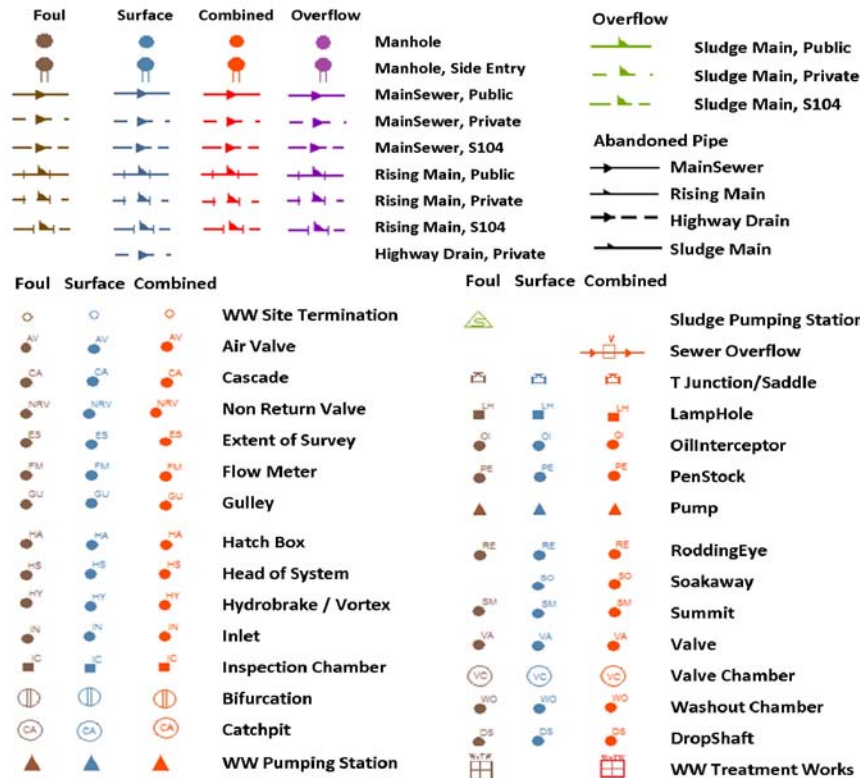 Foul Surface Combined Overflow
Manhole
Manhole, Side Entry
MainSewer, Public
MainSewer, Private
MainSewer, S104
Rising Main, Public
Rising Main, Private
Rising Main, S104
Highway Drain, Private
Overflow
Sludge Main, Public
Sludge Main, Private
Sludge Main, S104
Abandoned Pipe
MainSewer
Rising Main
Highway Drain
Sludge Main
Foul Surface Combined
WW Site Termination
AV AV AV Air Valve
CA CA CA Cascade
NRV NRV NRV Non Return Valve
ES ES ES Extent of Survey
FM FM FM Flow Meter
GU GU GU Gulley
HA HA HA Hatch Box
HS HS HS Head of System
HY HY HY Hydrobrake / Vortex
IN IN IN Inlet
IC IC IC Inspection Chamber
Bifurcation
CA CA CA Catchpit
WW Pumping Station
Foul Surface Combined
S Sludge Pumping Station
V Sewer Overflow
T Junction/Saddle
LH LH LH LampHole
OI OI OI OilInterceptor
PE PE PE PenStock
Pump
RE RE RE RoddingEye
SO SO Soakaway
SM SM SM Summit
VA VA VA Valve
VC VC VC Valve Chamber
WO WO WO Washout Chamber
DS DS DS DropShaft
WwTW WwTW WW Treatment Works